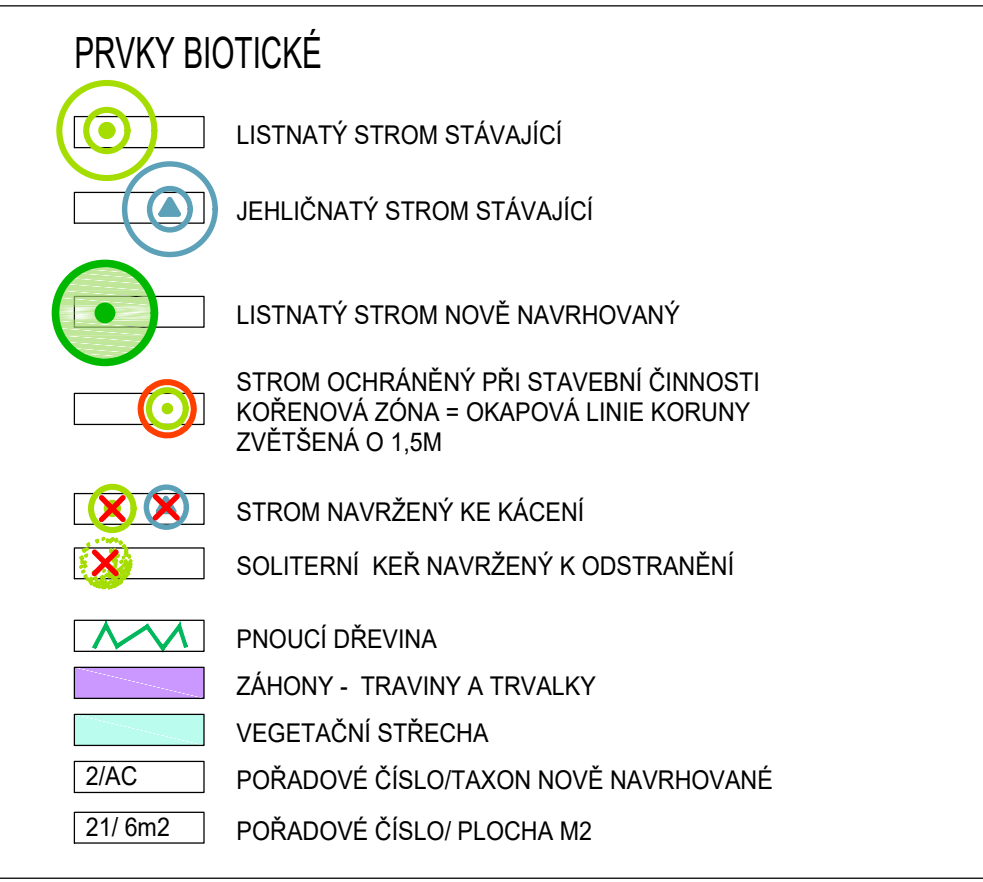 PRVKY BIOTICKÉ
LISTNATÝ STROM STÁVAJÍCÍ
JEHLIČNATÝ STROM STÁVAJÍCÍ
LISTNATÝ STROM NOVĚ NAVRHOVANÝ
STROM OCHRÁNĚNÝ PŘI STAVEBNÍ ČINNOSTI
KOŘENOVÁ ZÓNA = OKAPOVÁ LINIE KORUNY
ZVĚTŠENÁ O 1,5M
STROM NAVRŽENÝ KE KÁCENÍ
SOLITERNÍ KEŘ NAVRŽENÝ K ODSTRANĚNÍ
PNOUCÍ DŘEVINA
ZÁHONY - TRAVINY A TRVALKY
VEGETAČNÍ STŘECHA
2/AC POŘADOVÉ ČÍSLO/TAXON NOVĚ NAVRHOVANÉ
21/ 6m2 POŘADOVÉ ČÍSLO/ PLOCHA M2